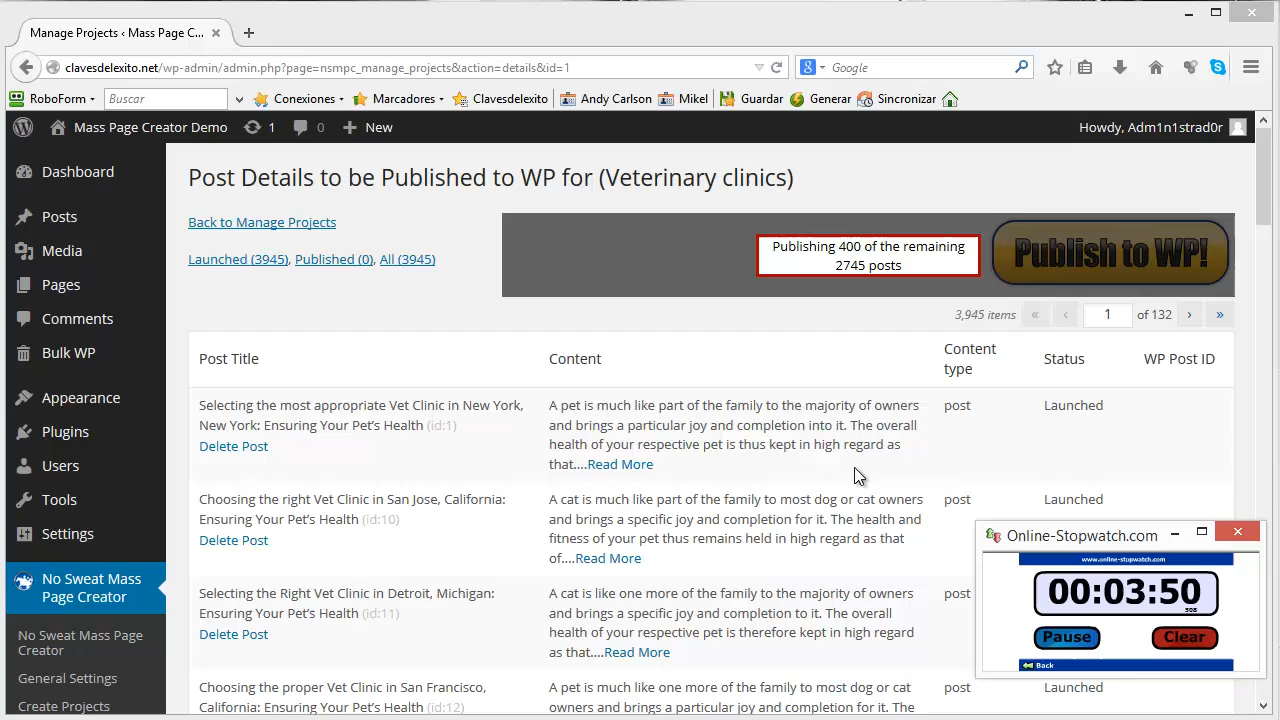 Manage Projects ‹ Mass Page C...
clavesdelexito.net/wp-admin/admin.php?page=nsmpc_manage_projects&action=details&id=1
Google
RoboForm
Buscar
Conexiones
Marcadores
Clavesdelexito
Andy Carlson
Mikel
Guardar
Generar
Sincronizar
Mass Page Creator Demo
1
0
New
Howdy, Adm1n1strad0r
Dashboard
Posts
Media
Pages
Comments
Bulk WP
Appearance
Plugins
Users
Tools
Settings
No Sweat Mass
Page Creator
No Sweat Mass Page
Creator
General Settings
Create Projects
Post Details to be Published to WP for (Veterinary clinics)
Back to Manage Projects
Launched (3945), Published (0), All (3945)
Publishing 400 of the remaining
2745 posts
Publish to WP!
3,945 items « ‹ 1 of 132 › »
Post Title
Content
Content
type
Status
WP Post ID
Selecting the most appropriate Vet Clinic in New York,
New York: Ensuring Your Pet's Health (id:1)
Delete Post
A pet is much like part of the family to the majority of owners
and brings a particular joy and completion into it. The overall
health of your respective pet is thus kept in high regard as
that....Read More
post
Launched
Choosing the right Vet Clinic in San Jose, California:
Ensuring Your Pet's Health (id:10)
Delete Post
A cat is much like part of the family to most dog or cat owners
and brings a specific joy and completion for it. The health and
fitness of your pet thus remains held in high regard as that
of....Read More
post
Launched
Selecting the Right Vet Clinic in Detroit, Michigan:
Ensuring Your Pet's Health (id:11)
Delete Post
A cat is like one more of the family to the majority of owners
and brings a specific joy and completion to it. The overall
health of your respective pet is therefore kept in high regard
as that....Read More
post
Choosing the proper Vet Clinic in San Francisco,
California: Ensuring Your Pet's Health (id:12)
A pet is much like one more of the family to most dog or cat
owners and brings a particular joy and completion for it. The
post
Launched
Online-Stopwatch.com
www.online-stopwatch.com
00:03:50
908
Pause
Clear
Back